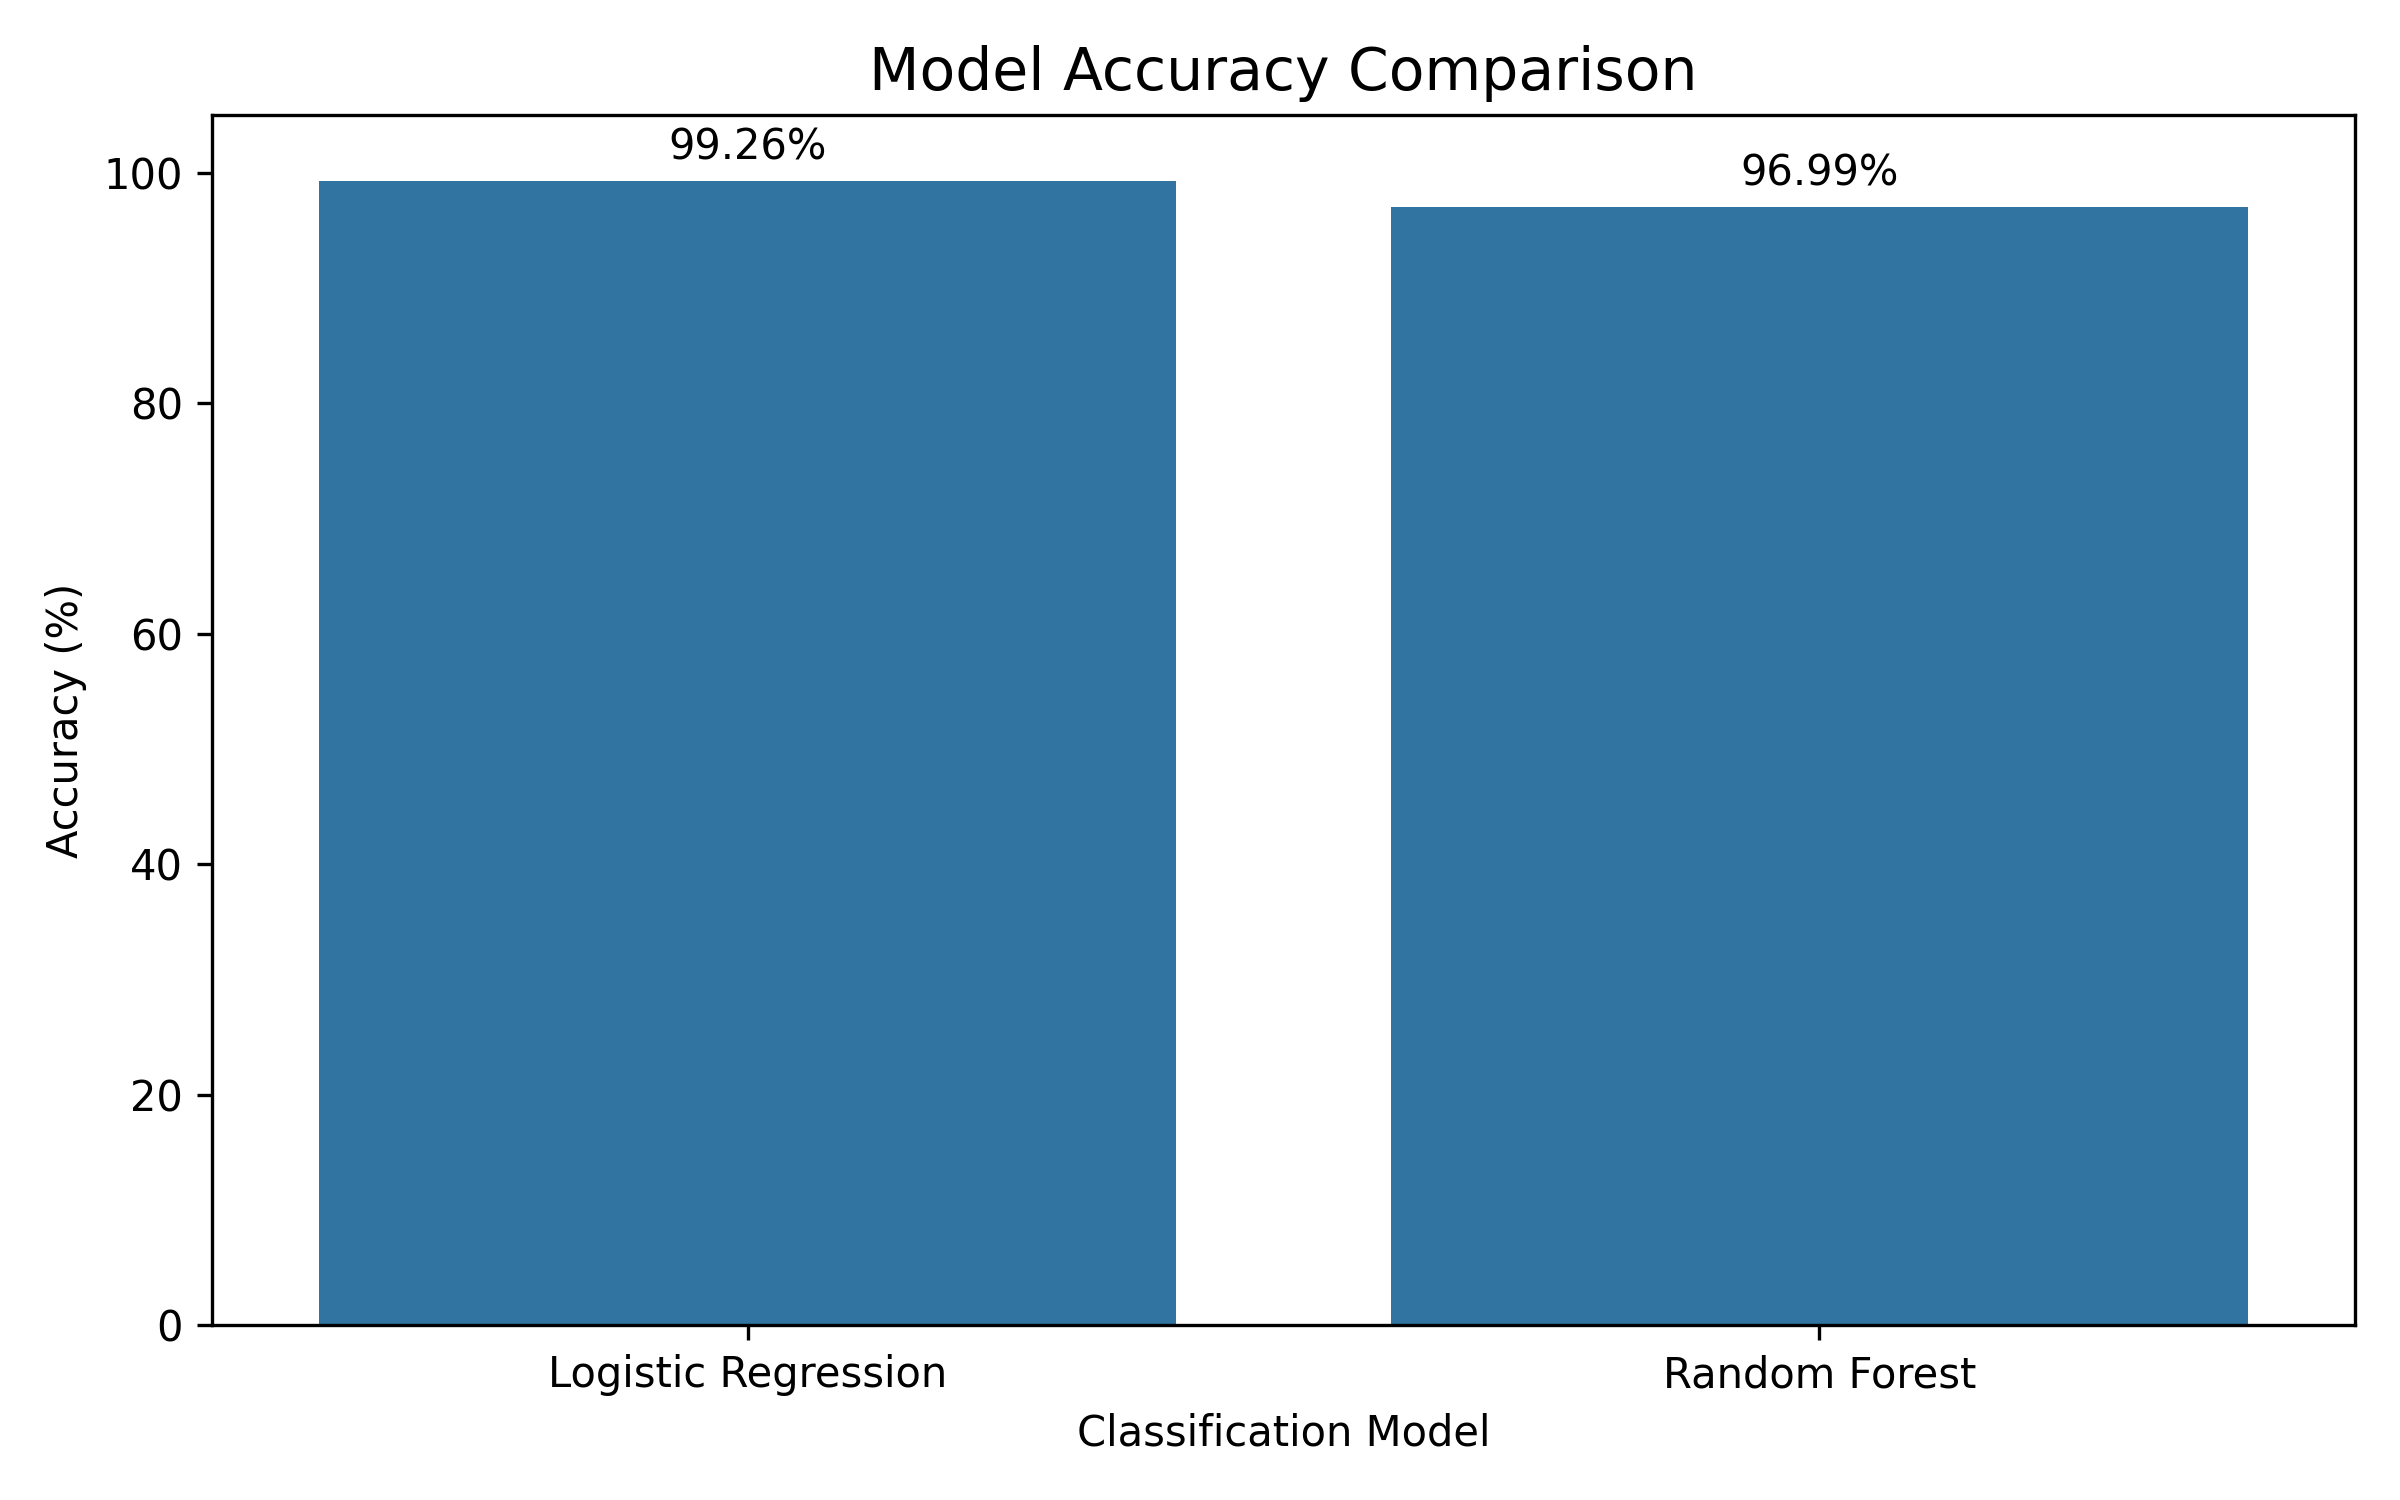 Model Accuracy Comparison
99.26%
96.99%
100
80
60
40
20
0
Accuracy (%)
Logistic Regression
Random Forest
Classification Model